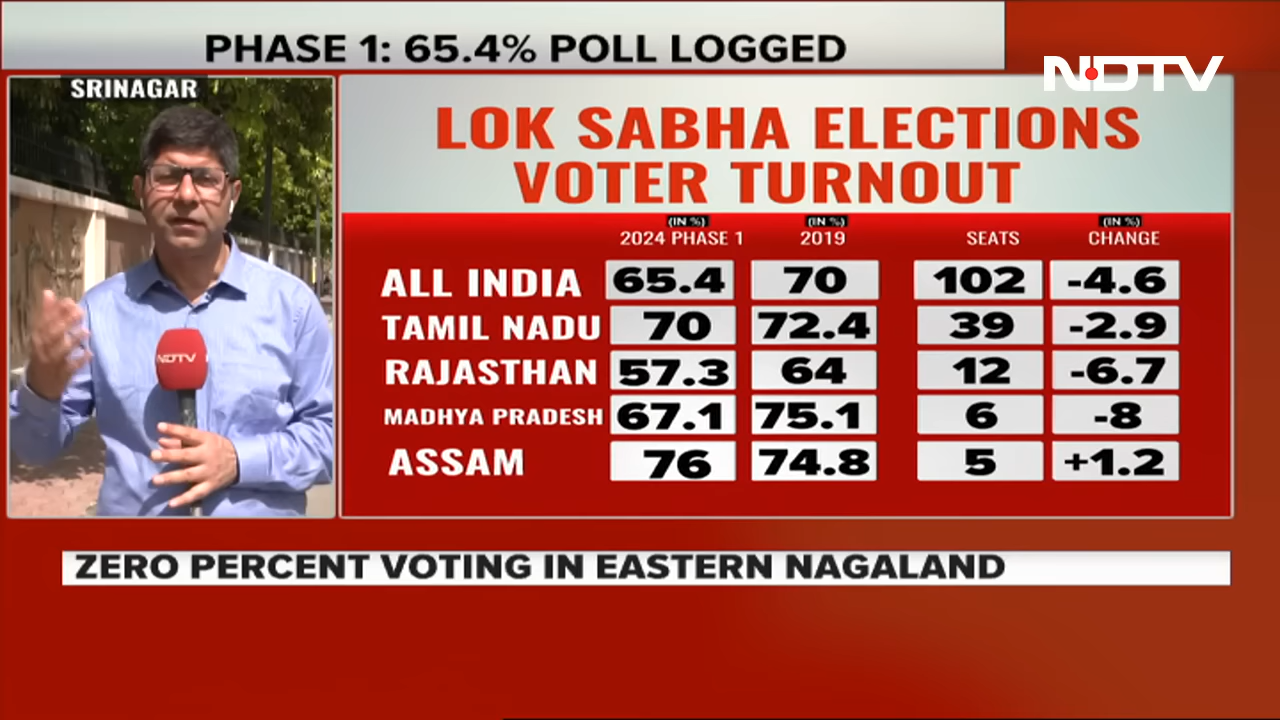 PHASE 1: 65.4% POLL LOGGED
NDTV
SRINAGAR
NDTV
LOK SABHA ELECTIONS
VOTER TURNOUT
(IN %) (IN %) (IN %)
2024 PHASE 1 2019 SEATS CHANGE
ALL INDIA 65.4 70 102 -4.6
TAMIL NADU 70 72.4 39 -2.9
RAJASTHAN 57.3 64 12 -6.7
MADHYA PRADESH 67.1 75.1 6 -8
ASSAM 76 74.8 5 +1.2
ZERO PERCENT VOTING IN EASTERN NAGALAND